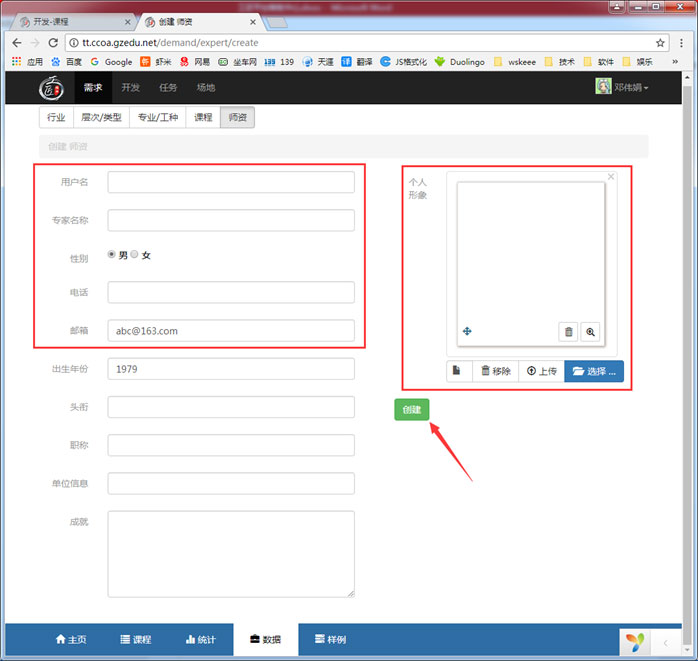 开发-课程 × 创建 师资 ×
tt.ccoa.gzedu.net/demand/expert/create
应用 百度 Google 虾米 网易 坐车网 139 139 天涯 译 翻译 JS格式化 Duolingo wskeee 技术 软件 娱乐 »
需求 开发 任务 场地 邓伟娟
行业 层次/类型 专业/工种 课程 师资
创建 师资
用户名
专家名称
性别 男 女
电话
邮箱 abc@163.com
出生年份 1979
头衔
职称
单位信息
成就
个人
形象
×
移除 上传 选择 ...
创建
主页 课程 统计 数据 样例